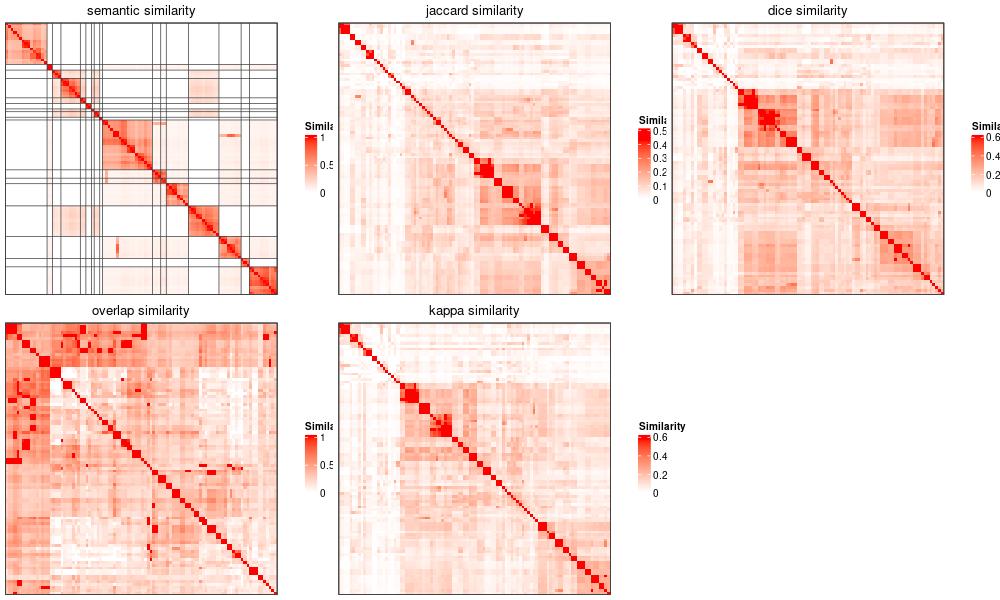 semantic similarity
jaccard similarity
dice similarity
Simila
1
0.5
0
Simila
0.5
0.4
0.3
0.2
0.1
0
Simila
0.6
0.4
0.2
0
overlap similarity
kappa similarity
Simila
1
0.5
0
Similarity
0.6
0.4
0.2
0